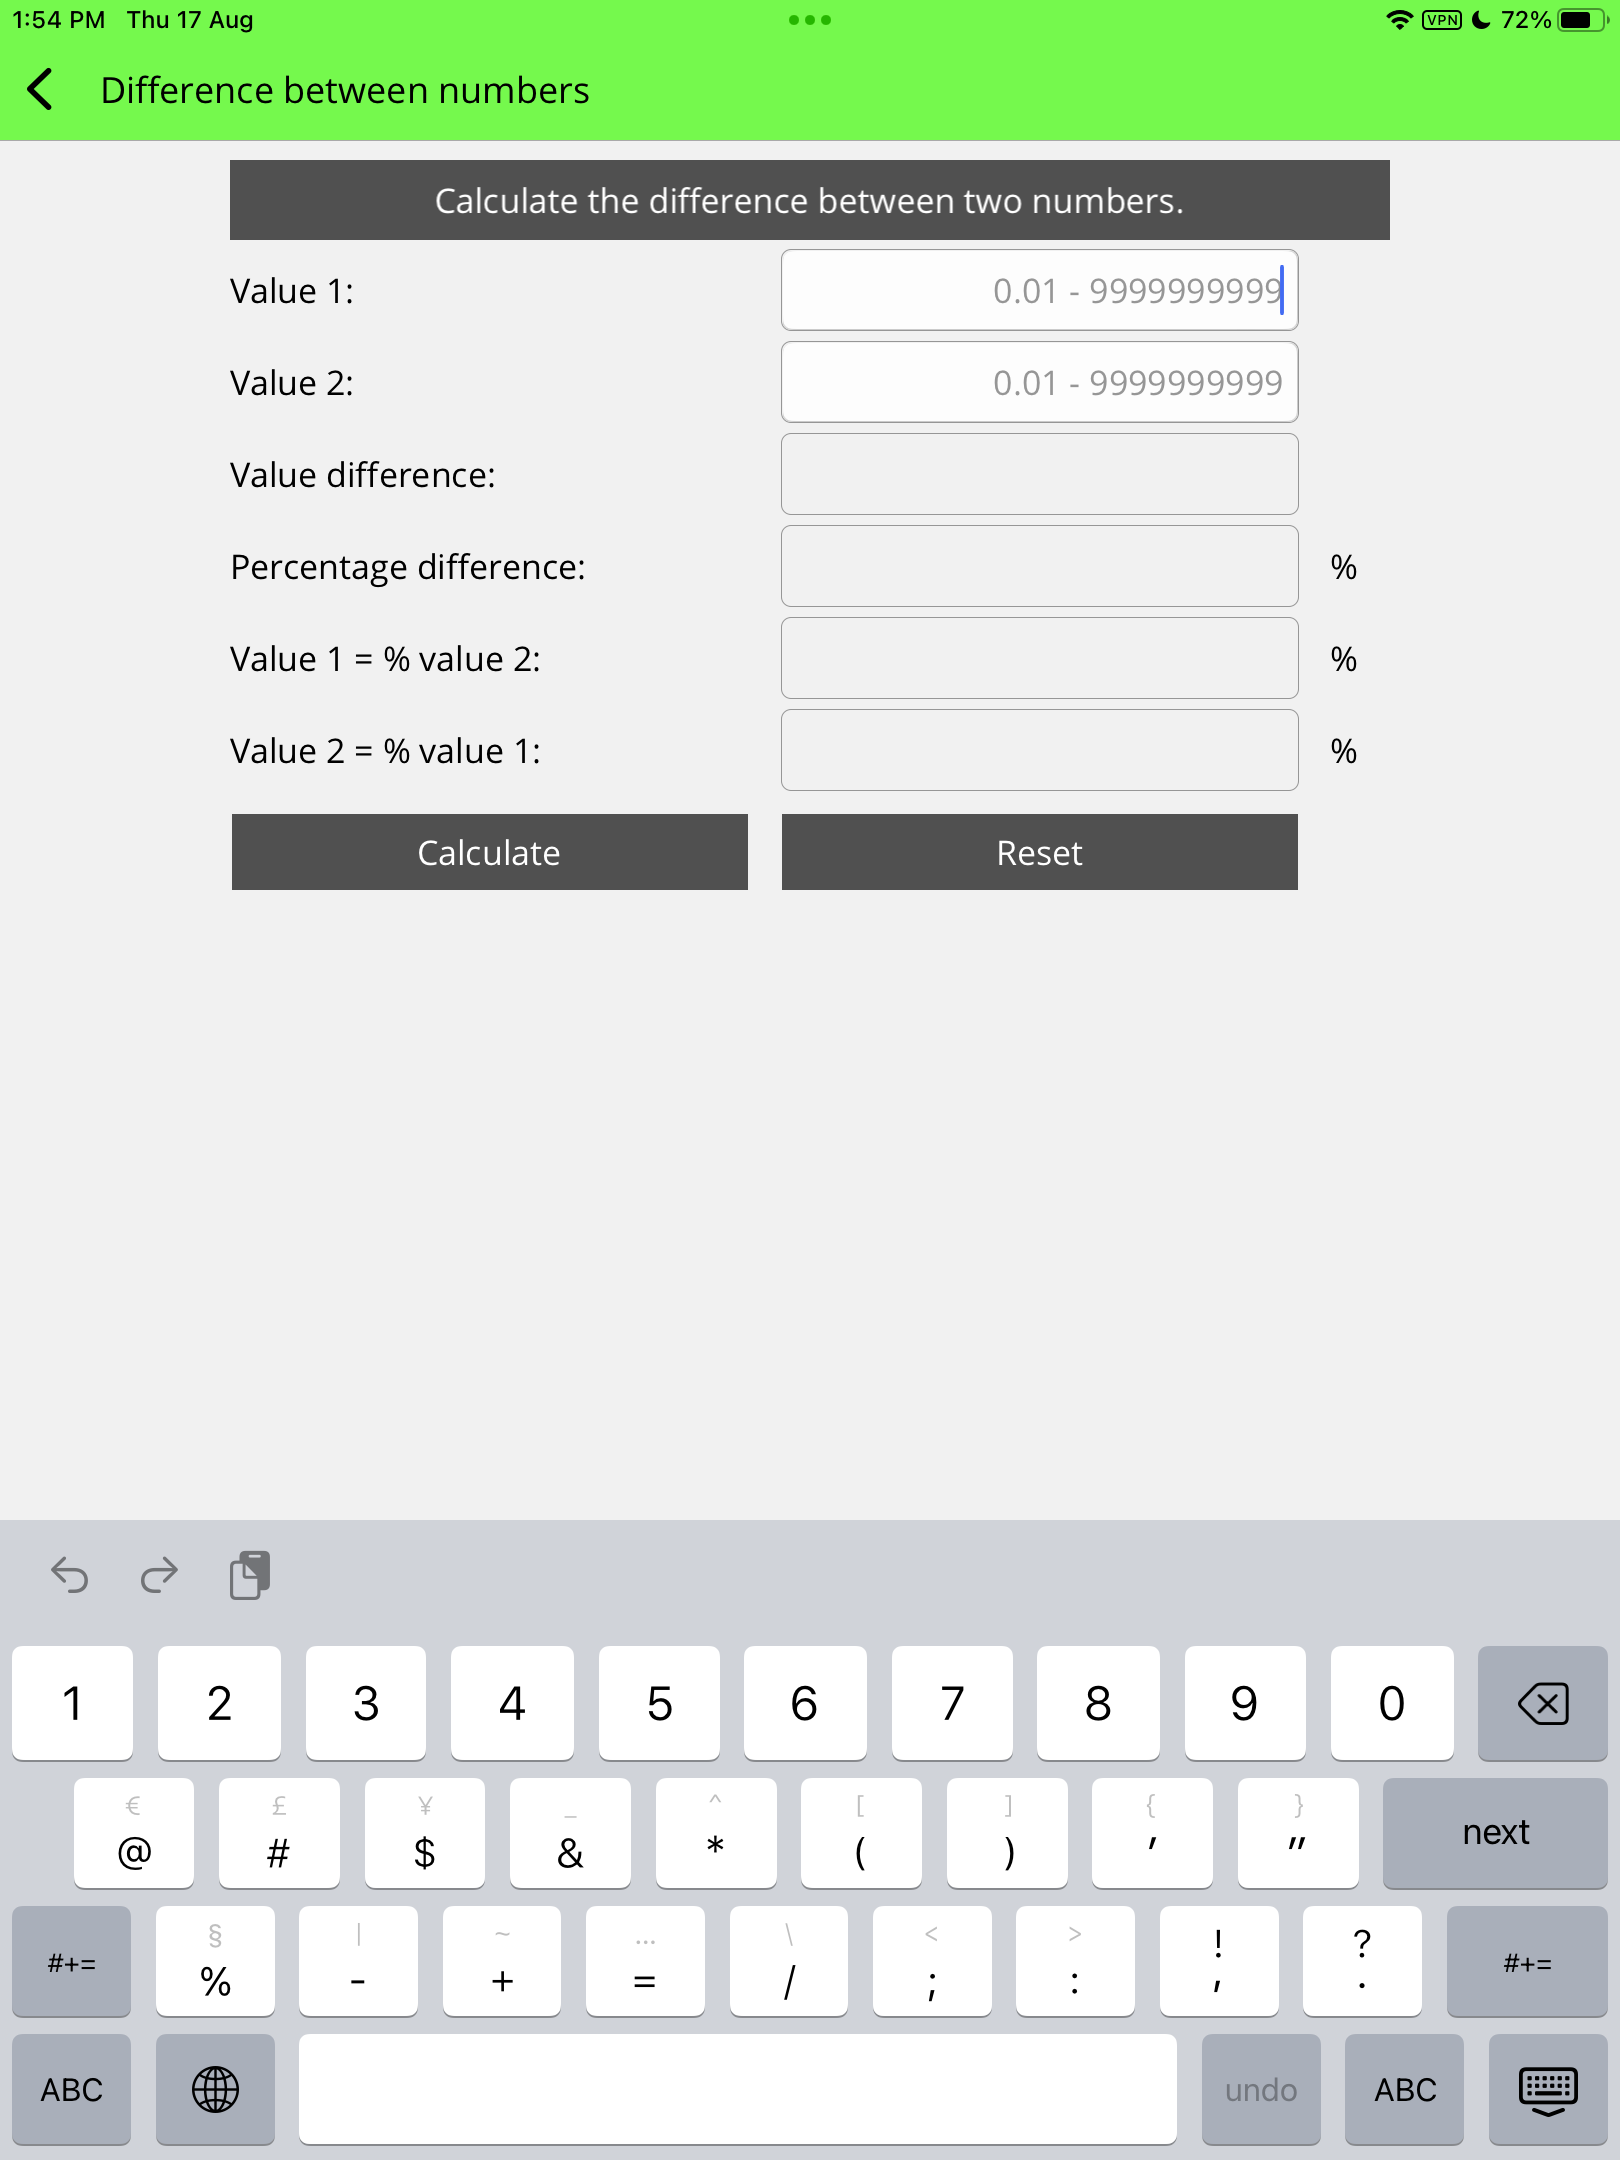 1:54 PM Thu 17 Aug
VPN 72%
Difference between numbers
Calculate the difference between two numbers.
Value 1: 0.01 - 9999999999
Value 2: 0.01 - 9999999999
Value difference:
Percentage difference: %
Value 1 = % value 2: %
Value 2 = % value 1: %
Calculate Reset
1 2 3 4 5 6 7 8 9 0
€ £ ¥ _ ^ [ ] { }
@ # $ & * ( ) ' " next
§ | ~ … \ < > ! ?
#+= % - + = / ; : , . #+=
ABC undo ABC